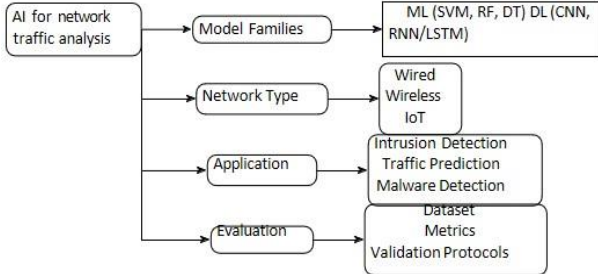 AI for network
traffic analysis
Model Families
ML (SVM, RF, DT) DL (CNN,
RNN/LSTM)
Network Type
Wired
Wireless
IoT
Application
Intrusion Detection
Traffic Prediction
Malware Detection
Evaluation
Dataset
Metrics
Validation Protocols